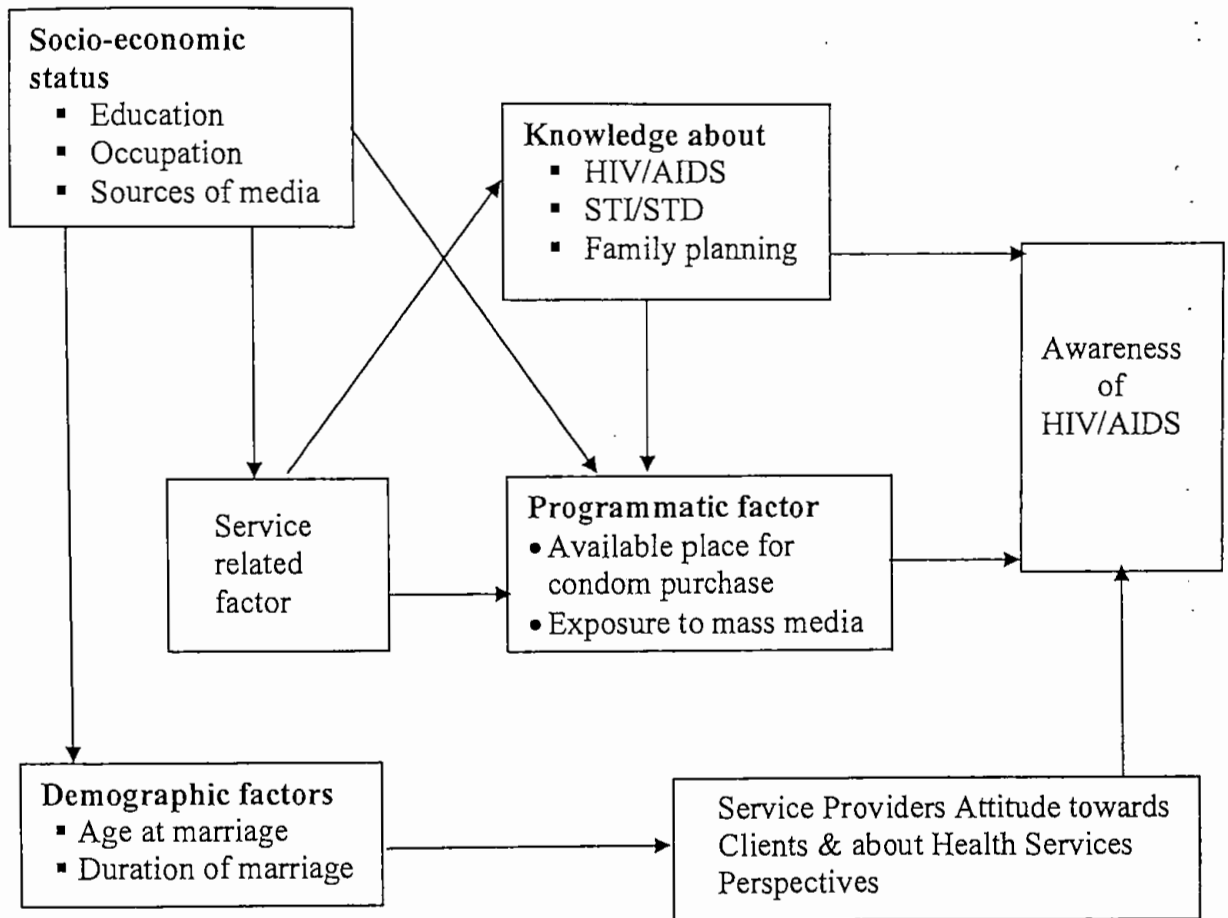 Socio-economic
status
▪ Education
▪ Occupation
▪ Sources of media
Knowledge about
▪ HIV/AIDS
▪ STI/STD
▪ Family planning
Awareness
of
HIV/AIDS
Service
related
factor
Programmatic factor
• Available place for
condom purchase
• Exposure to mass media
Demographic factors
▪ Age at marriage
▪ Duration of marriage
Service Providers Attitude towards
Clients & about Health Services
Perspectives